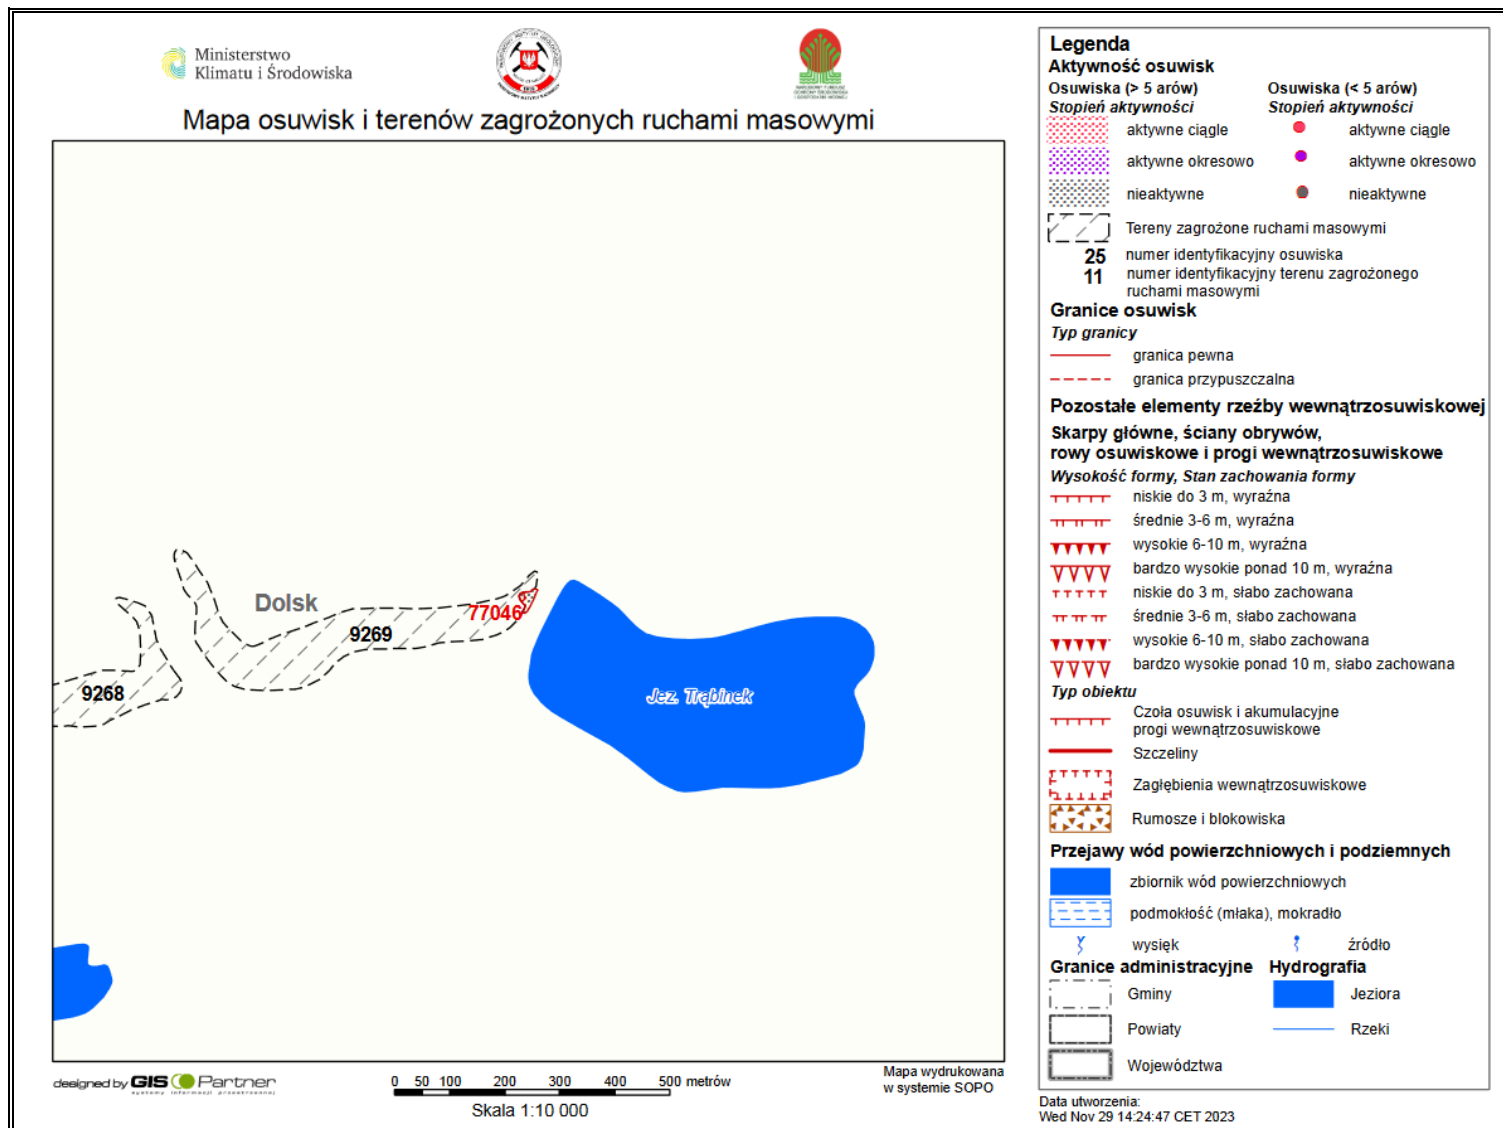 Ministerstwo
Klimatu i Środowiska
Mapa osuwisk i terenów zagrożonych ruchami masowymi
Dolsk
77046
9269
9268
Jez. Trąbinek
designed by GIS Partner
systemy informacji przestrzennej
0 50 100 200 300 400 500 metrów
Skala 1:10 000
Mapa wydrukowana
w systemie SOPO
Legenda
Aktywność osuwisk
Osuwiska (> 5 arów) Osuwiska (< 5 arów)
Stopień aktywności Stopień aktywności
aktywne ciągle aktywne ciągle
aktywne okresowo aktywne okresowo
nieaktywne nieaktywne
Tereny zagrożone ruchami masowymi
25 numer identyfikacyjny osuwiska
11 numer identyfikacyjny terenu zagrożonego
ruchami masowymi
Granice osuwisk
Typ granicy
granica pewna
granica przypuszczalna
Pozostałe elementy rzeźby wewnątrzosuwiskowej
Skarpy główne, ściany obrywów,
rowy osuwiskowe i progi wewnątrzosuwiskowe
Wysokość formy, Stan zachowania formy
niskie do 3 m, wyraźna
średnie 3-6 m, wyraźna
wysokie 6-10 m, wyraźna
bardzo wysokie ponad 10 m, wyraźna
niskie do 3 m, słabo zachowana
średnie 3-6 m, słabo zachowana
wysokie 6-10 m, słabo zachowana
bardzo wysokie ponad 10 m, słabo zachowana
Typ obiektu
Czoła osuwisk i akumulacyjne
progi wewnątrzosuwiskowe
Szczeliny
Zagłębienia wewnątrzosuwiskowe
Rumosze i blokowiska
Przejawy wód powierzchniowych i podziemnych
zbiornik wód powierzchniowych
podmokłość (młaka), mokradło
wysięk źródło
Granice administracyjne Hydrografia
Gminy Jeziora
Powiaty Rzeki
Województwa
Data utworzenia:
Wed Nov 29 14:24:47 CET 2023